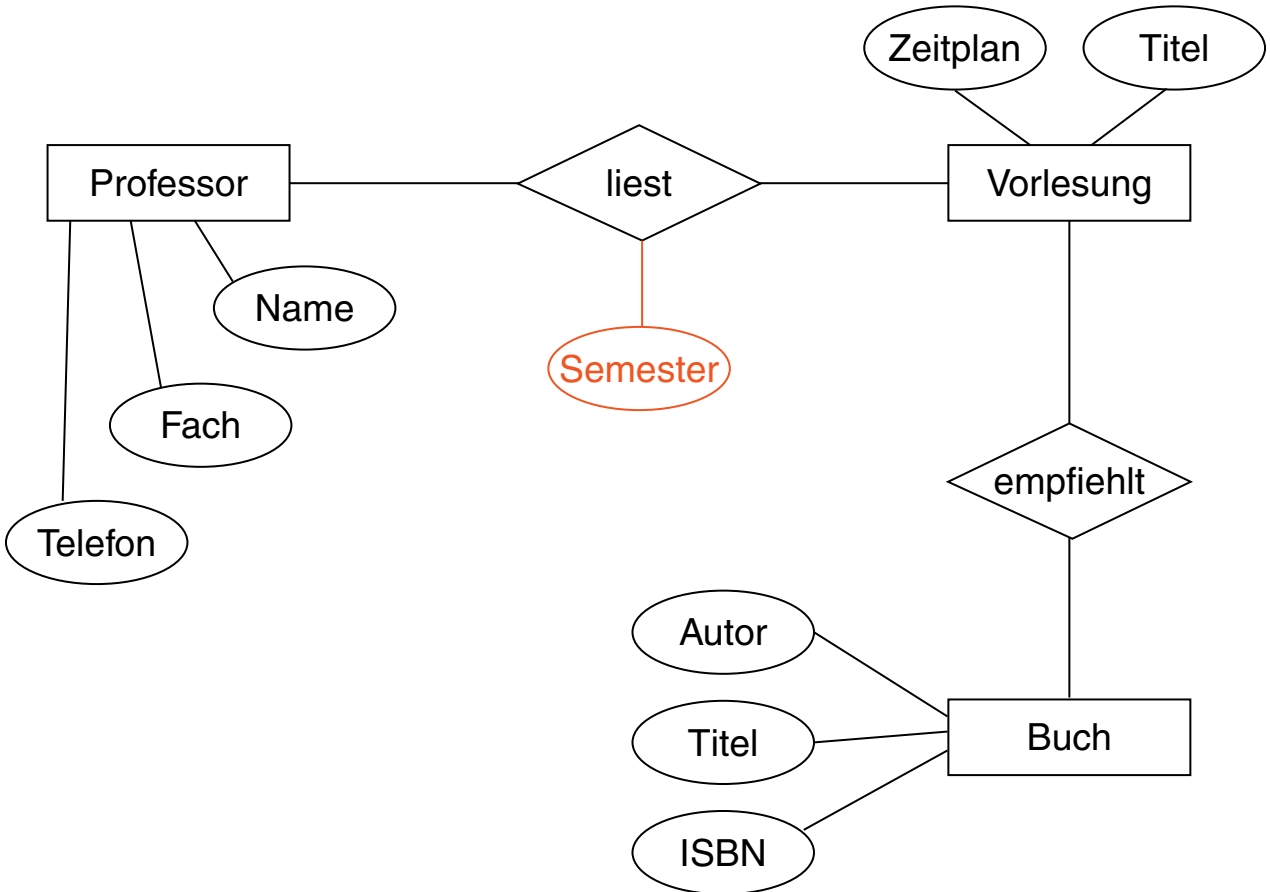 Zeitplan
Titel
Professor
liest
Vorlesung
Name
Semester
Fach
empfiehlt
Telefon
Autor
Titel
Buch
ISBN